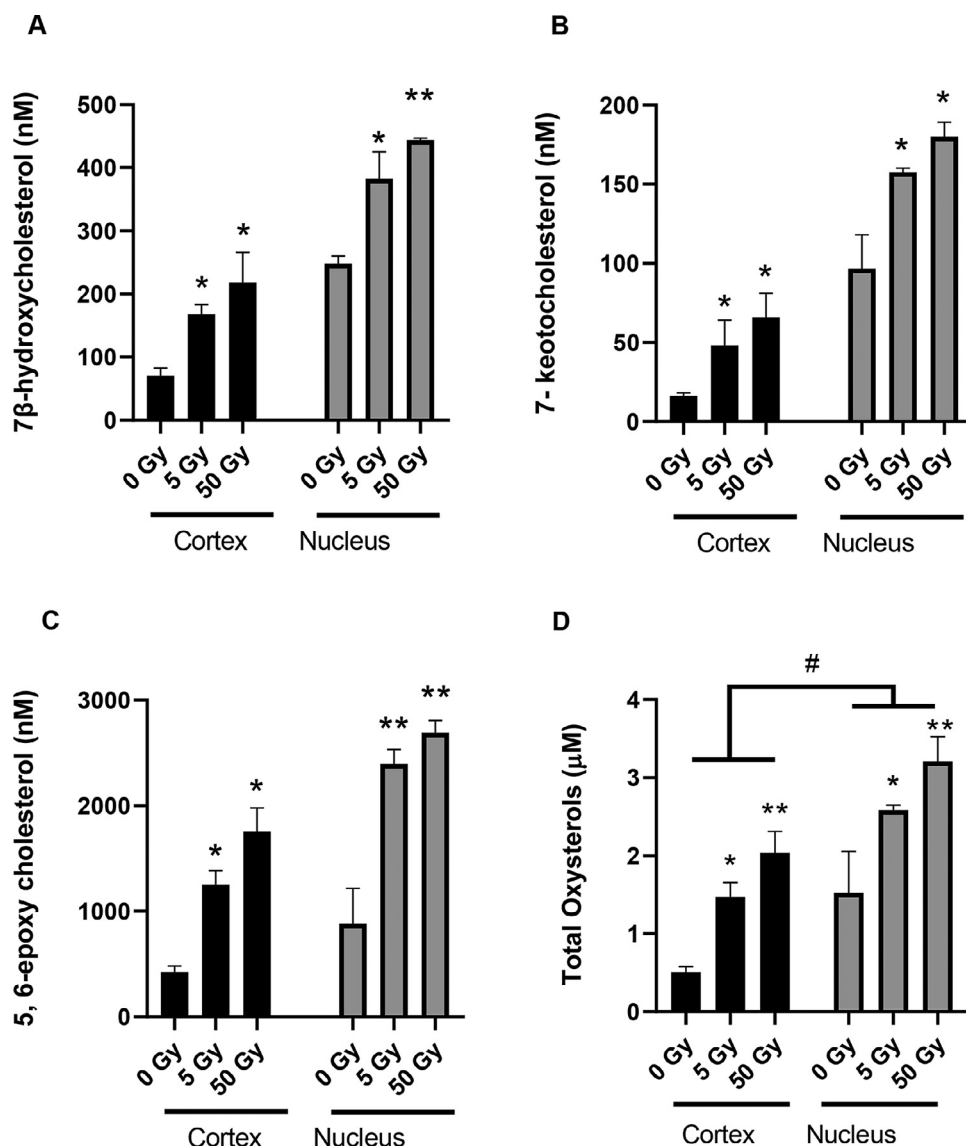 A
7β-hydroxycholesterol (nM)
500
400
300
200
100
0
*
*
*
**
0 Gy
5 Gy
50 Gy
0 Gy
5 Gy
50 Gy
Cortex
Nucleus
B
7- keotocholesterol (nM)
200
150
100
50
0
*
*
*
*
0 Gy
5 Gy
50 Gy
0 Gy
5 Gy
50 Gy
Cortex
Nucleus
C
5, 6-epoxy cholesterol (nM)
3000
2000
1000
0
*
*
**
**
0 Gy
5 Gy
50 Gy
0 Gy
5 Gy
50 Gy
Cortex
Nucleus
D
Total Oxysterols (μM)
4
3
2
1
0
#
*
**
*
**
0 Gy
5 Gy
50 Gy
0 Gy
5 Gy
50 Gy
Cortex
Nucleus